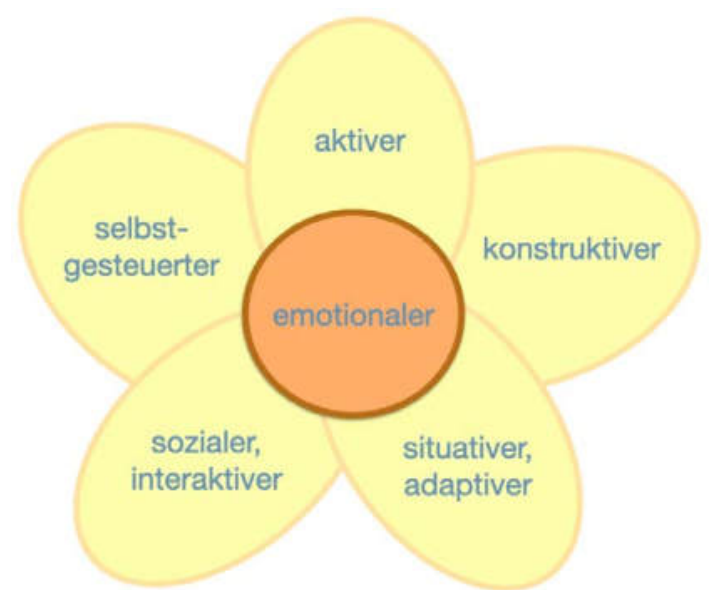 aktiver
selbst-
gesteuerter
konstruktiver
emotionaler
sozialer,
interaktiver
situativer,
adaptiver